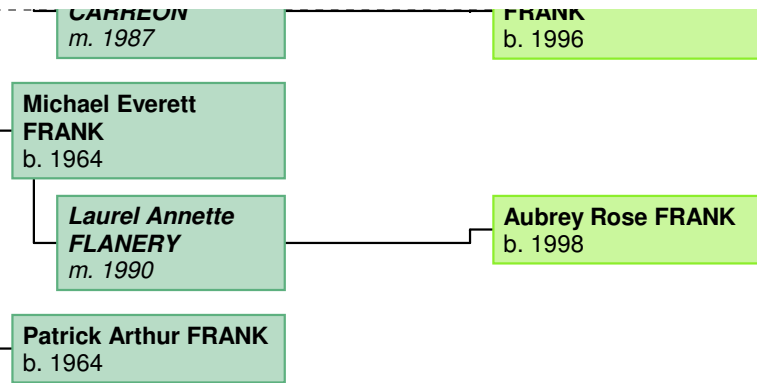 CARREON
m. 1987
FRANK
b. 1996
Michael Everett
FRANK
b. 1964
Laurel Annette
FLANERY
m. 1990
Aubrey Rose FRANK
b. 1998
Patrick Arthur FRANK
b. 1964